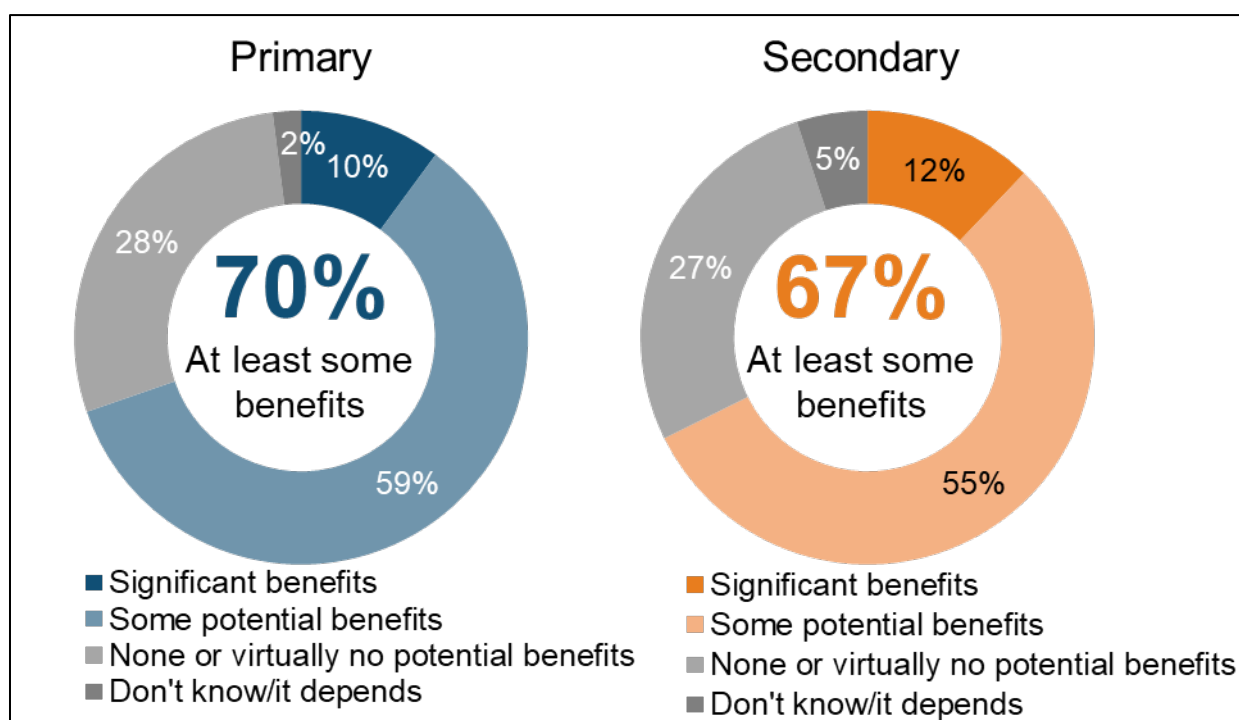 Primary
2%
10%
28%
70%
At least some
benefits
59%
Significant benefits
Some potential benefits
None or virtually no potential benefits
Don't know/it depends
Secondary
5%
12%
27%
67%
At least some
benefits
55%
Significant benefits
Some potential benefits
None or virtually no potential benefits
Don't know/it depends